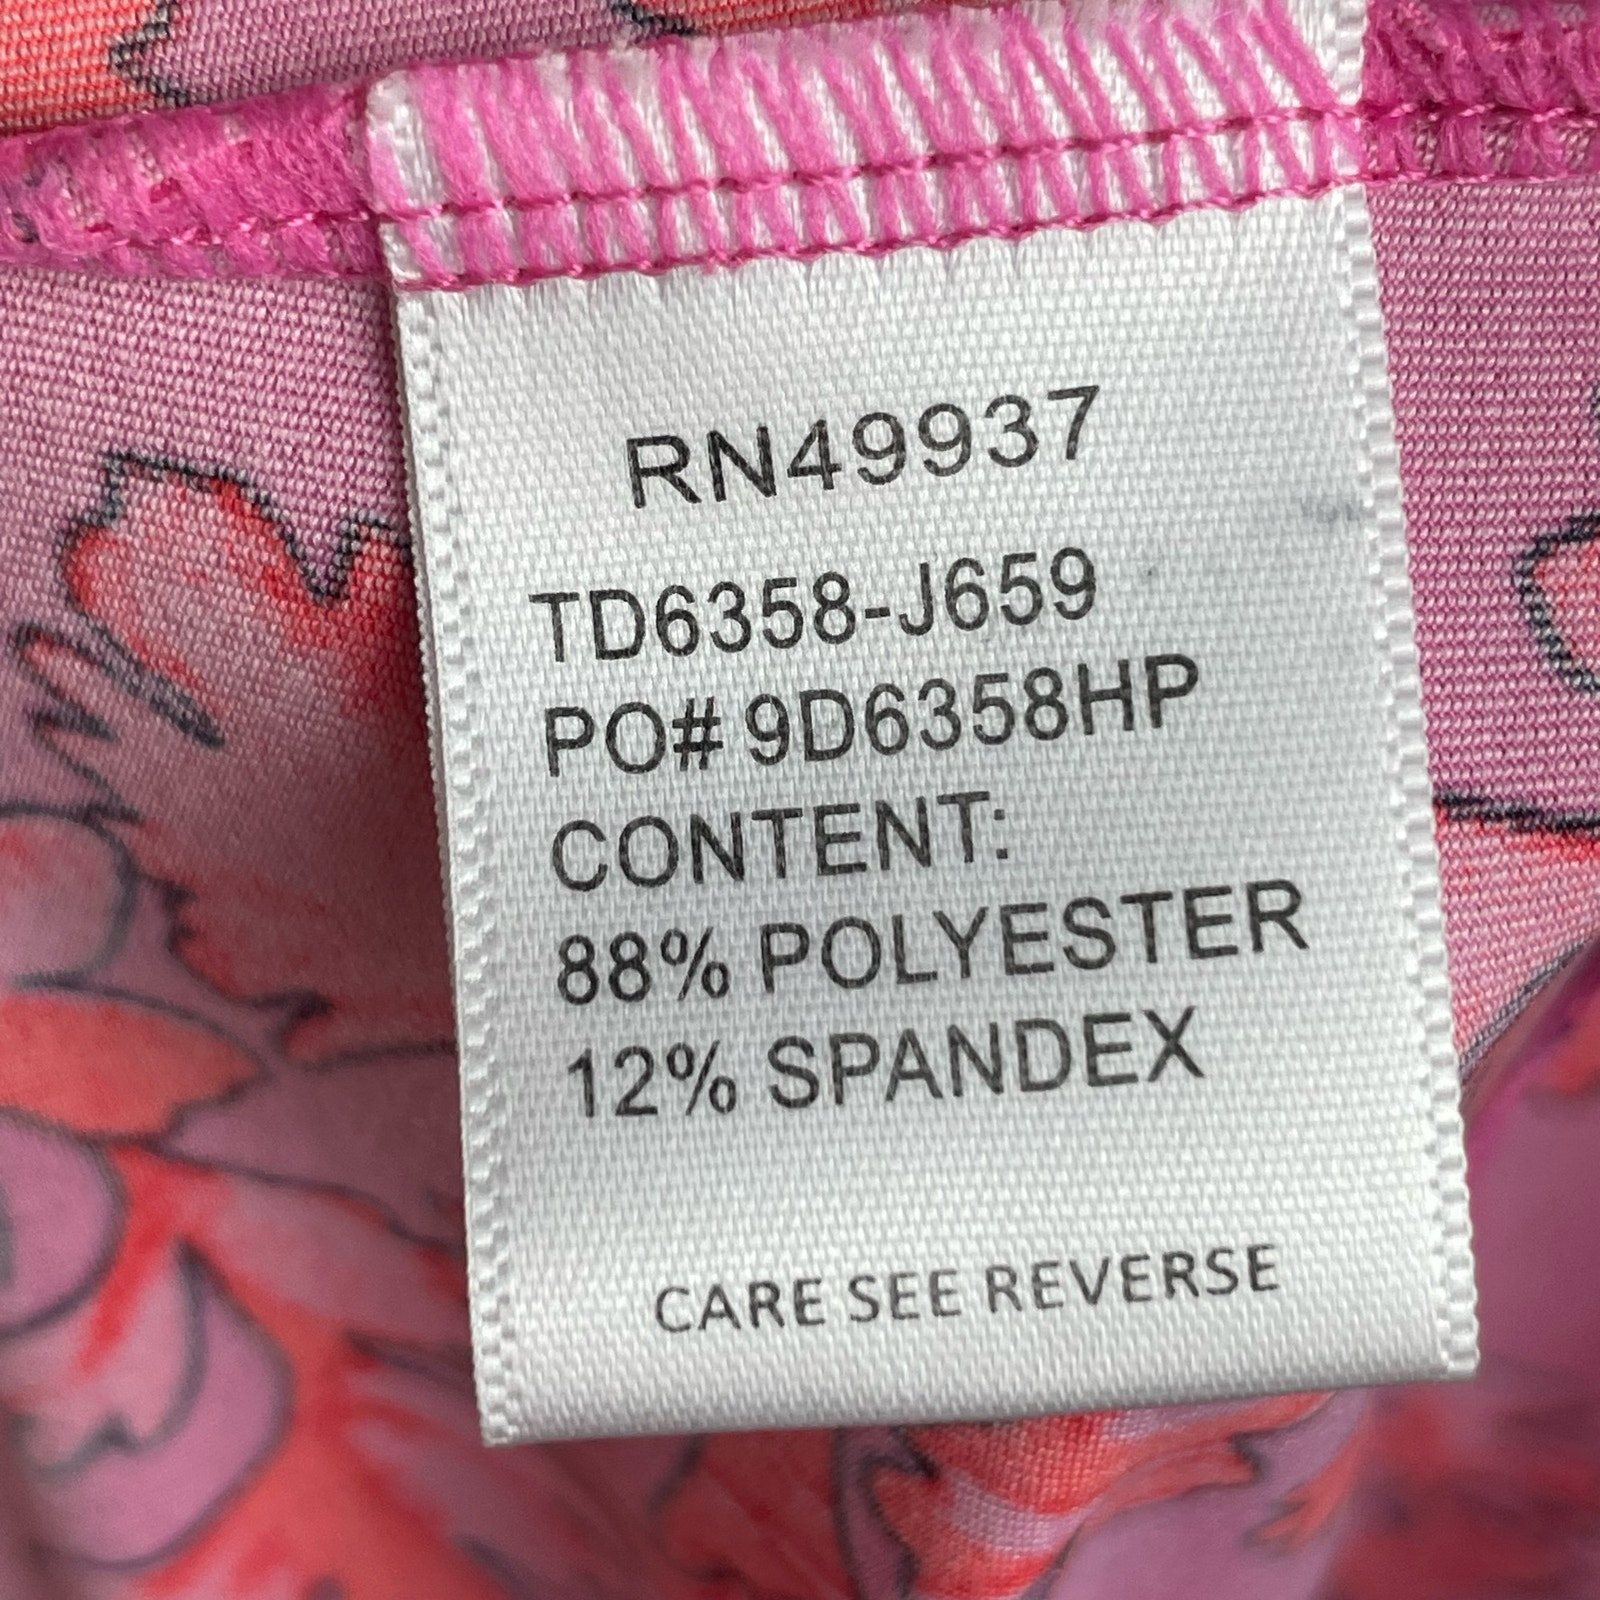 RN49937
TD6358-J659
PO# 9D6358HP
CONTENT:
88% POLYESTER
12% SPANDEX
CARE SEE REVERSE